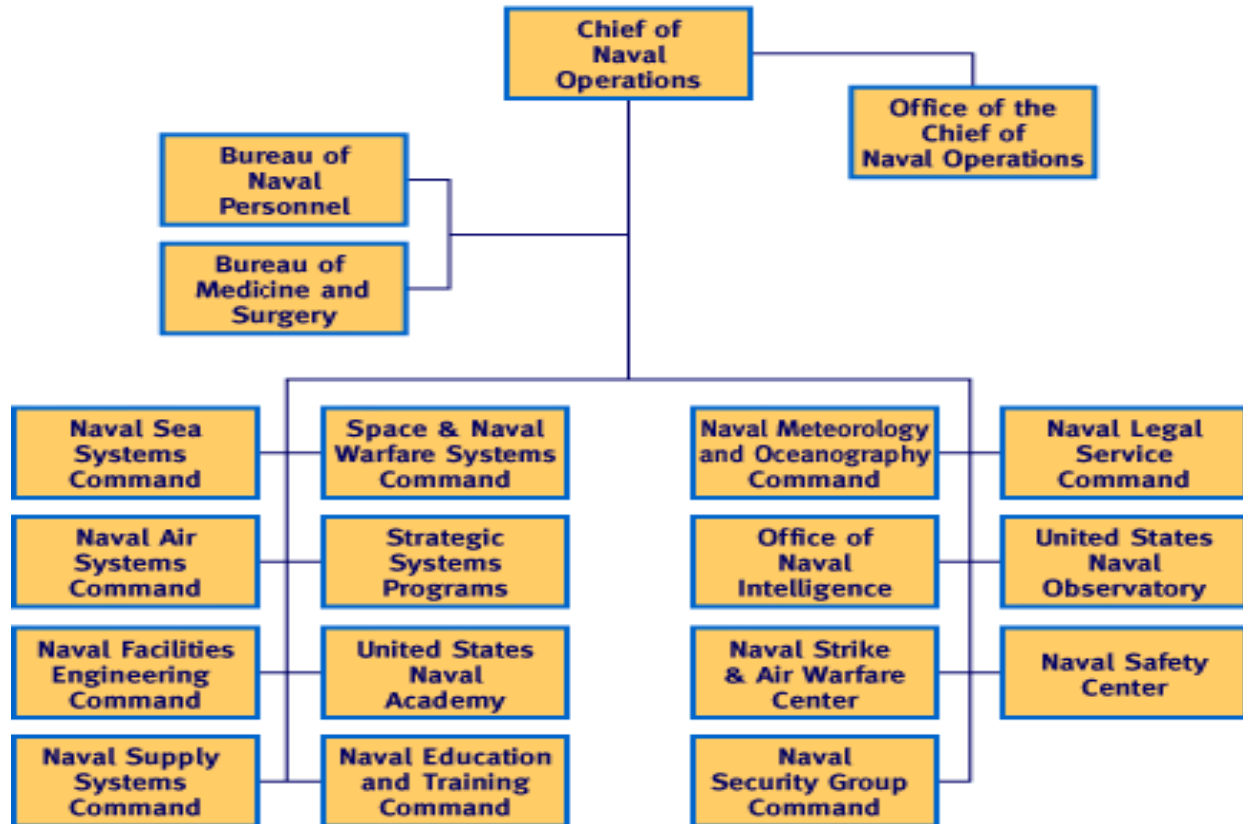 Chief of
Naval
Operations
Office of the
Chief of
Naval Operations
Bureau of
Naval
Personnel
Bureau of
Medicine and
Surgery
Naval Sea
Systems
Command
Space & Naval
Warfare Systems
Command
Naval Meteorology
and Oceanography
Command
Naval Legal
Service
Command
Naval Air
Systems
Command
Strategic
Systems
Programs
Office of
Naval
Intelligence
United States
Naval
Observatory
Naval Facilities
Engineering
Command
United States
Naval
Academy
Naval Strike
& Air Warfare
Center
Naval Safety
Center
Naval Supply
Systems
Command
Naval Education
and Training
Command
Naval
Security Group
Command